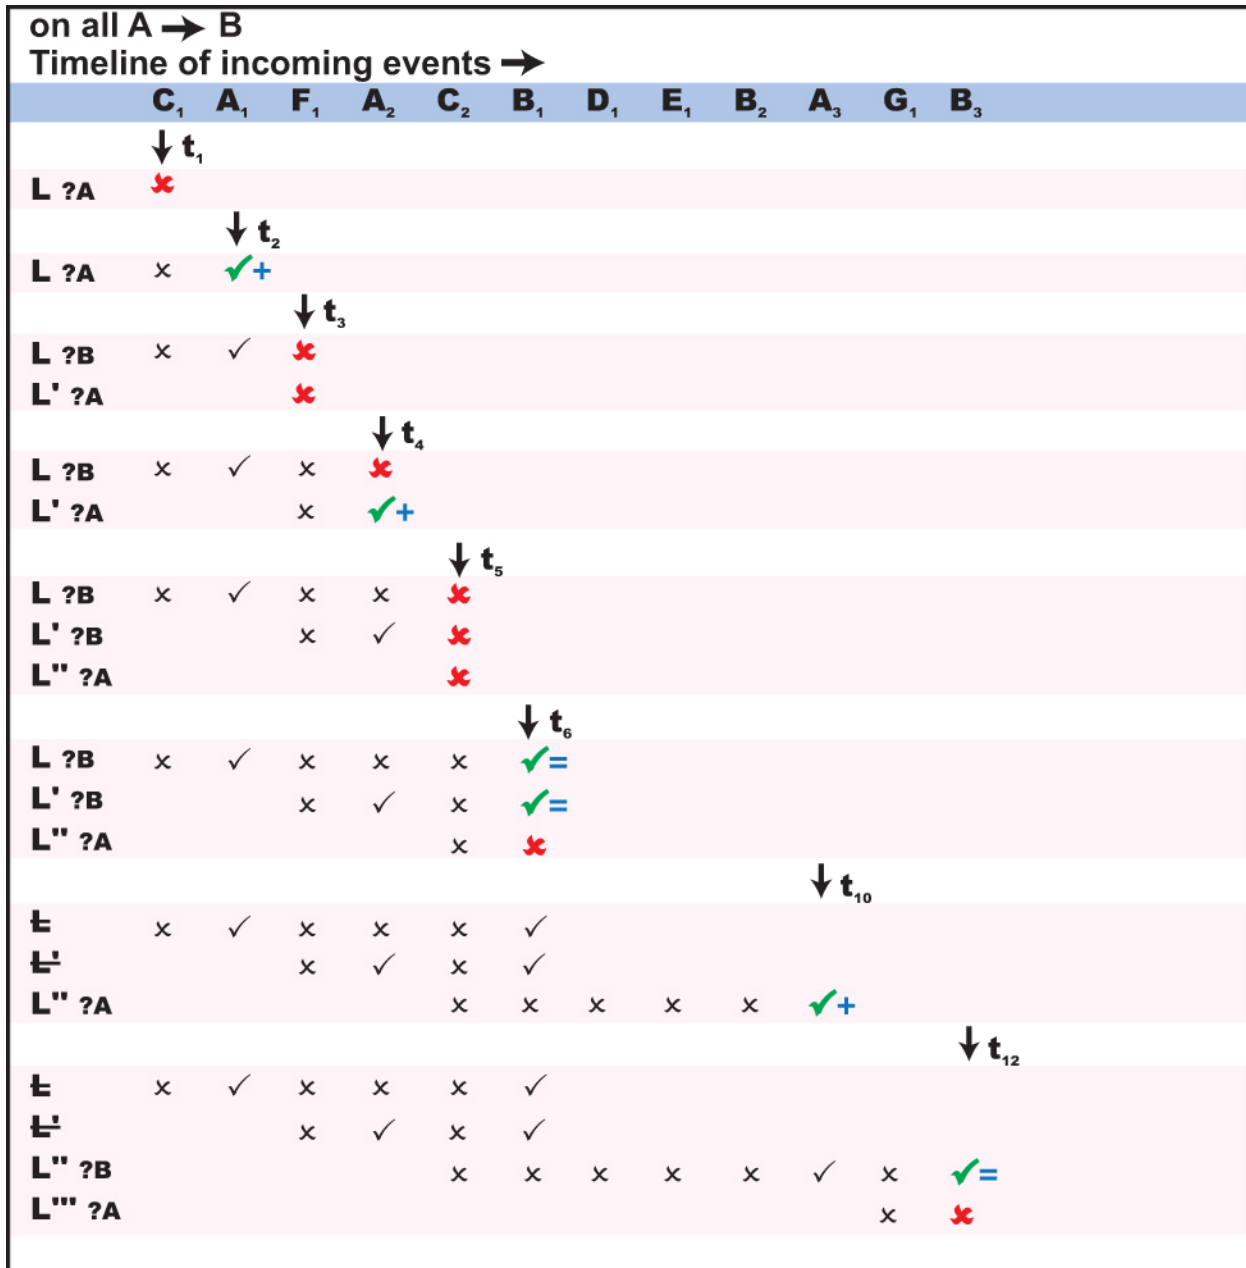 on all A → B
Timeline of incoming events →
C₁ A₁ F₁ A₂ C₂ B₁ D₁ E₁ B₂ A₃ G₁ B₃
↓ t₁
L ?A ✘
↓ t₂
L ?A ✗ ✔+
↓ t₃
L ?B ✗ ✓ ✘
L' ?A ✘
↓ t₄
L ?B ✗ ✓ ✗ ✘
L' ?A ✗ ✔+
↓ t₅
L ?B ✗ ✓ ✗ ✗ ✘
L' ?B ✗ ✓ ✘
L" ?A ✘
↓ t₆
L ?B ✗ ✓ ✗ ✗ ✗ ✔=
L' ?B ✗ ✓ ✗ ✔=
L" ?A ✗ ✘
↓ t₁₀
L ✗ ✓ ✗ ✗ ✗ ✓
L' ✗ ✓ ✗ ✓
L" ?A ✗ ✗ ✗ ✗ ✗ ✔+
↓ t₁₂
L ✗ ✓ ✗ ✗ ✗ ✓
L' ✗ ✓ ✗ ✓
L" ?B ✗ ✗ ✗ ✗ ✗ ✓ ✗ ✔=
L''' ?A ✗ ✘